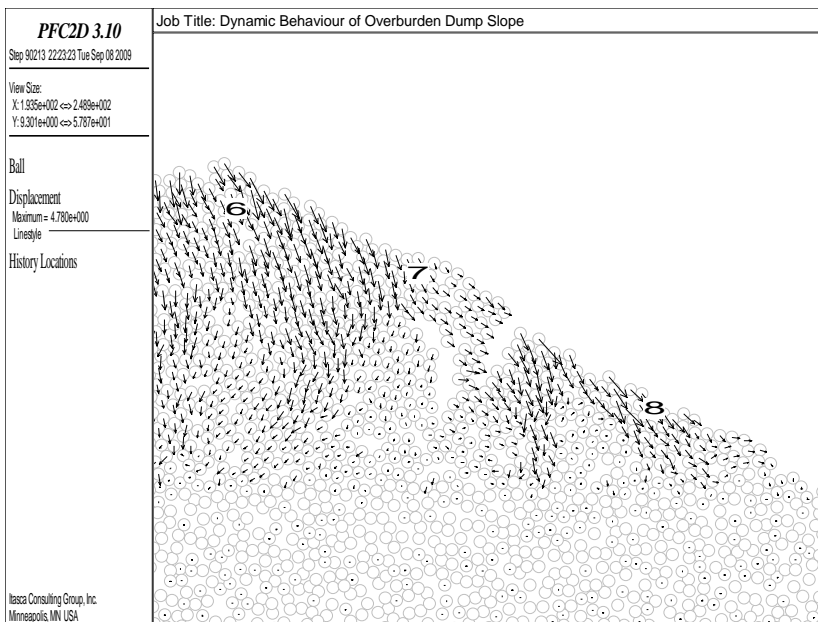 PFC2D 3.10
Step 90213  22:23:23 Tue Sep 08 2009
View Size:
X: 1.935e+002 <=> 2.489e+002
Y: 9.301e+000 <=> 5.787e+001
Ball
Displacement
Maximum = 4.780e+000
Linestyle
History Locations
Itasca Consulting Group, Inc.
Minneapolis, MN  USA
Job Title: Dynamic Behaviour of Overburden Dump Slope
6
7
8